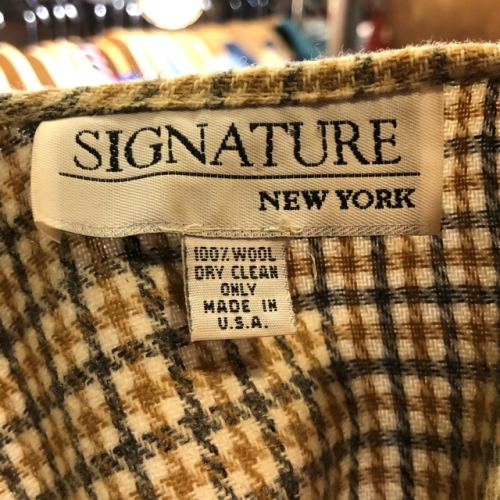 SIGNATURE
NEW YORK
100% WOOL
DRY CLEAN
ONLY
MADE IN
U.S.A.